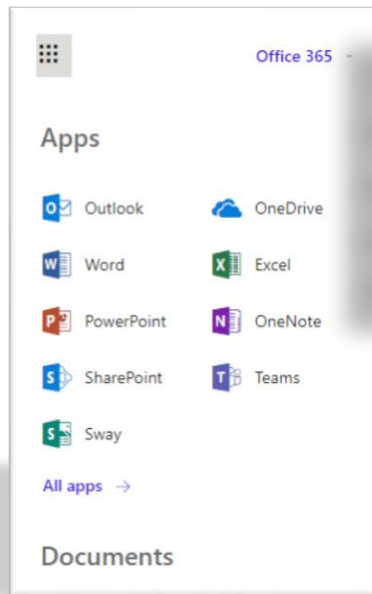 Office 365
Apps
Outlook OneDrive
Word Excel
PowerPoint OneNote
SharePoint Teams
Sway
All apps →
Documents